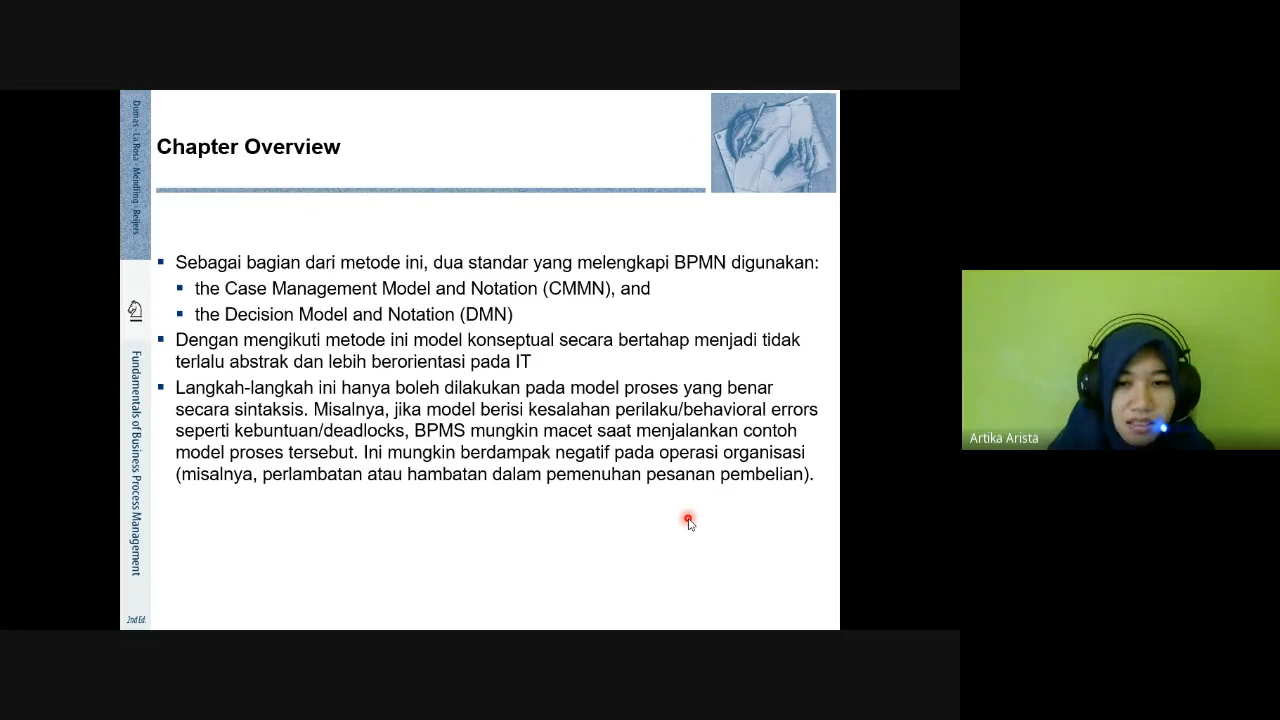 Chapter Overview
Sebagai bagian dari metode ini, dua standar yang melengkapi BPMN digunakan:
the Case Management Model and Notation (CMMN), and
the Decision Model and Notation (DMN)
Dengan mengikuti metode ini model konseptual secara bertahap menjadi tidak
terlalu abstrak dan lebih berorientasi pada IT
Langkah-langkah ini hanya boleh dilakukan pada model proses yang benar
secara sintaksis. Misalnya, jika model berisi kesalahan perilaku/behavioral errors
seperti kebuntuan/deadlocks, BPMS mungkin macet saat menjalankan contoh
model proses tersebut. Ini mungkin berdampak negatif pada operasi organisasi
(misalnya, perlambatan atau hambatan dalam pemenuhan pesanan pembelian).
Dumas · La Rosa · Mendling · Reijers
Fundamentals of Business Process Management
2nd Ed.
Artika Arista